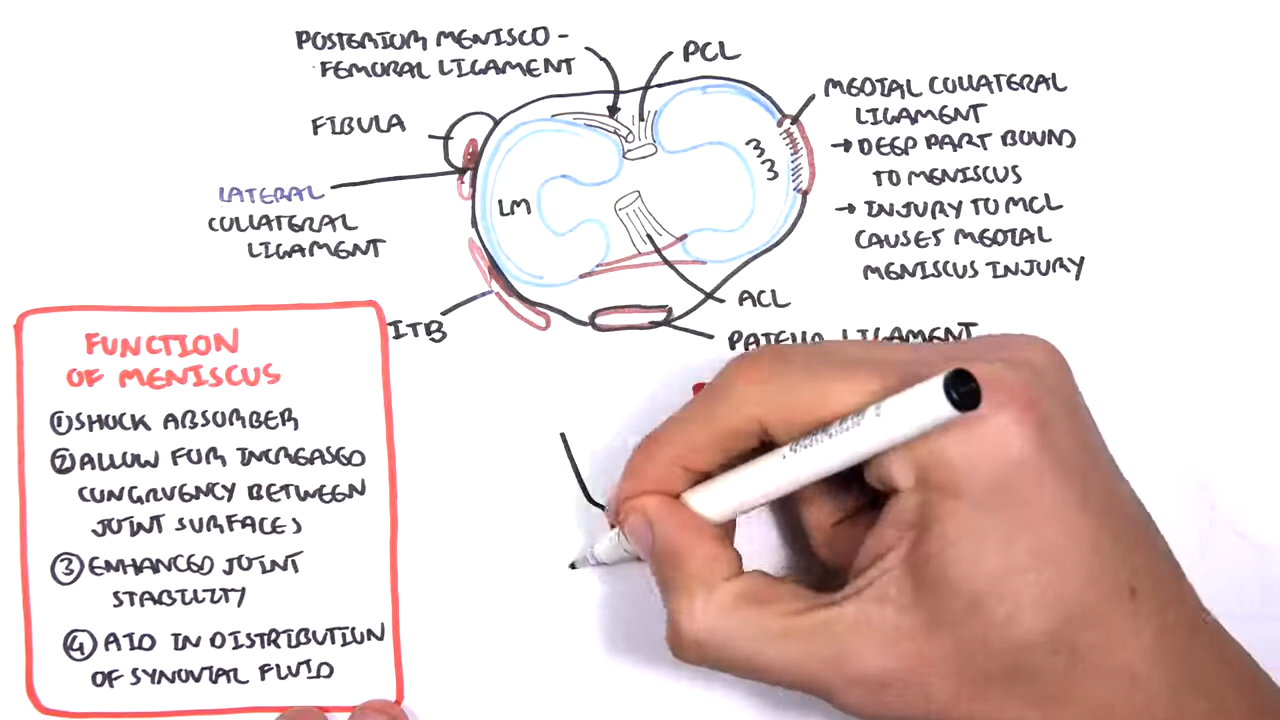 POSTERIOR MENISCO-
FEMORAL LIGAMENT
PCL
FIBULA
LATERAL
COLLATERAL
LIGAMENT
LM
MEDIAL COLLATERAL
LIGAMENT
→ DEEP PART BOUND
TO MENISCUS
→ INJURY TO MCL
CAUSES MEDIAL
MENISCUS INJURY
ITB
ACL
PATELLA LIGAMENT
FUNCTION
OF MENISCUS
① SHOCK ABSORBER
② ALLOW FOR INCREASED
CONGRUENCY BETWEEN
JOINT SURFACES
③ ENHANCED JOINT
STABILITY
④ AID IN DISTRIBUTION
OF SYNOVIAL FLUID